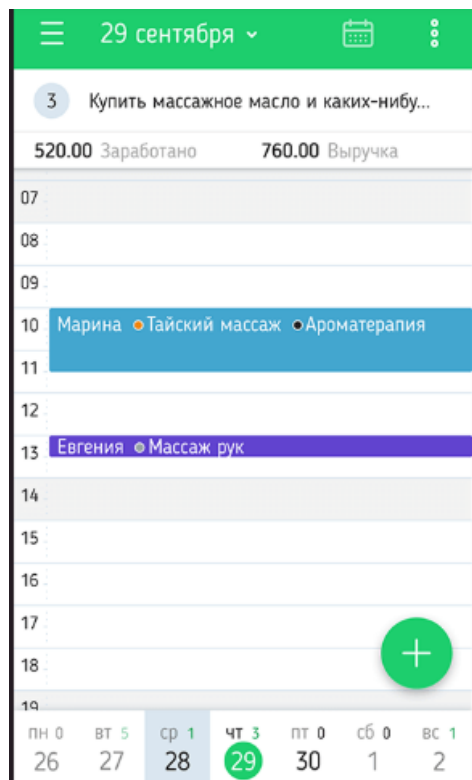 29 сентября
3 Купить массажное масло и каких-нибу...
520.00 Заработано 760.00 Выручка
07
08
09
10 Марина Тайский массаж Ароматерапия
11
12
13 Евгения Массаж рук
14
15
16
17
18
19
пн 0 вт 5 ср 1 чт 3 пт 0 сб 0 вс 1
26 27 28 29 30 1 2